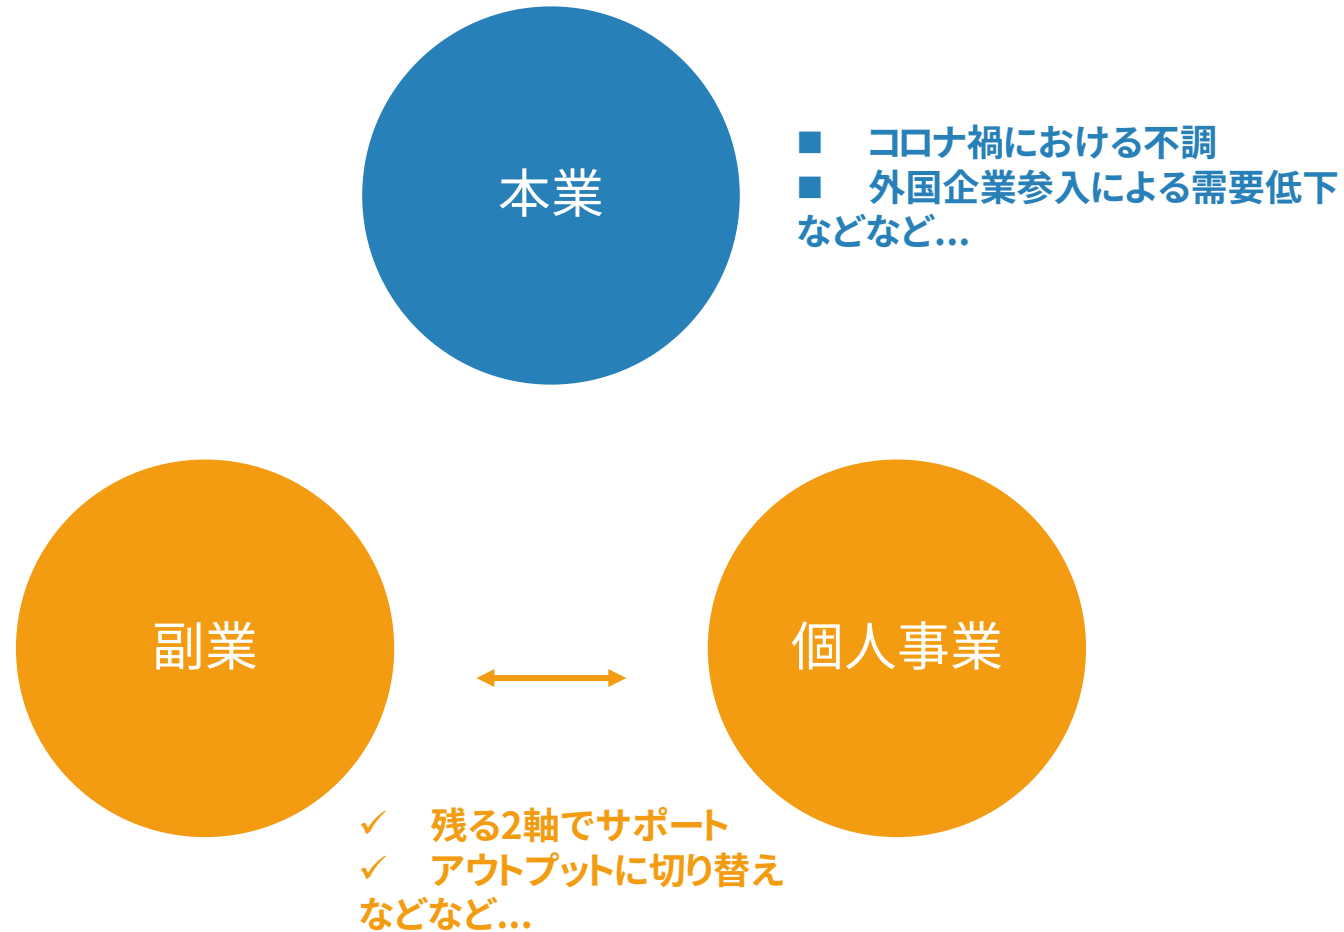 本業
■ コロナ禍における不調
■ 外国企業参入による需要低下
などなど...
副業
個人事業
✓ 残る2軸でサポート
✓ アウトプットに切り替え
などなど...